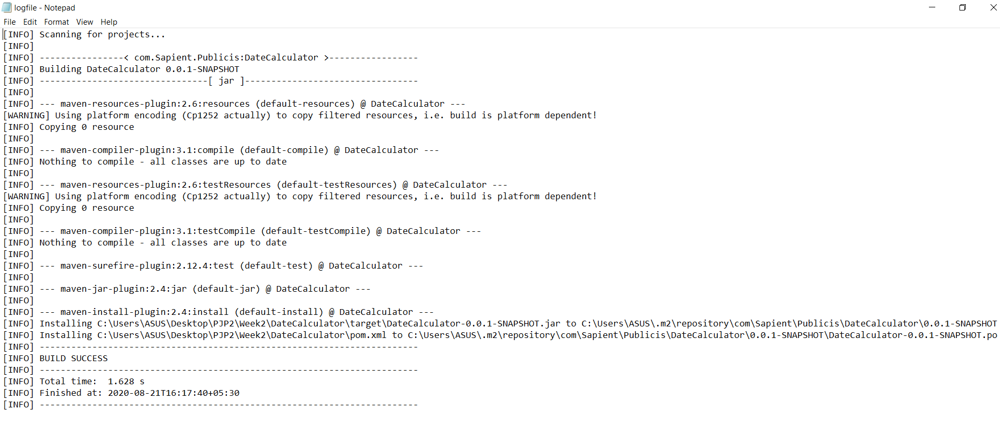 logfile - Notepad
File Edit Format View Help
[INFO] Scanning for projects...
[INFO]
[INFO] ----------------< com.Sapient.Publicis:DateCalculator >-----------------
[INFO] Building DateCalculator 0.0.1-SNAPSHOT
[INFO] --------------------------------[ jar ]---------------------------------
[INFO]
[INFO] --- maven-resources-plugin:2.6:resources (default-resources) @ DateCalculator ---
[WARNING] Using platform encoding (Cp1252 actually) to copy filtered resources, i.e. build is platform dependent!
[INFO] Copying 0 resource
[INFO]
[INFO] --- maven-compiler-plugin:3.1:compile (default-compile) @ DateCalculator ---
[INFO] Nothing to compile - all classes are up to date
[INFO]
[INFO] --- maven-resources-plugin:2.6:testResources (default-testResources) @ DateCalculator ---
[WARNING] Using platform encoding (Cp1252 actually) to copy filtered resources, i.e. build is platform dependent!
[INFO] Copying 0 resource
[INFO]
[INFO] --- maven-compiler-plugin:3.1:testCompile (default-testCompile) @ DateCalculator ---
[INFO] Nothing to compile - all classes are up to date
[INFO]
[INFO] --- maven-surefire-plugin:2.12.4:test (default-test) @ DateCalculator ---
[INFO]
[INFO] --- maven-jar-plugin:2.4:jar (default-jar) @ DateCalculator ---
[INFO]
[INFO] --- maven-install-plugin:2.4:install (default-install) @ DateCalculator ---
[INFO] Installing C:\Users\ASUS\Desktop\PJP2\Week2\DateCalculator\target\DateCalculator-0.0.1-SNAPSHOT.jar to C:\Users\ASUS\.m2\repository\com\Sapient\Publicis\DateCalculator\0.0.1-SNAPSHOT
[INFO] Installing C:\Users\ASUS\Desktop\PJP2\Week2\DateCalculator\pom.xml to C:\Users\ASUS\.m2\repository\com\Sapient\Publicis\DateCalculator\0.0.1-SNAPSHOT\DateCalculator-0.0.1-SNAPSHOT.po
[INFO] ------------------------------------------------------------------------
[INFO] BUILD SUCCESS
[INFO] ------------------------------------------------------------------------
[INFO] Total time:  1.628 s
[INFO] Finished at: 2020-08-21T16:17:40+05:30
[INFO] ------------------------------------------------------------------------